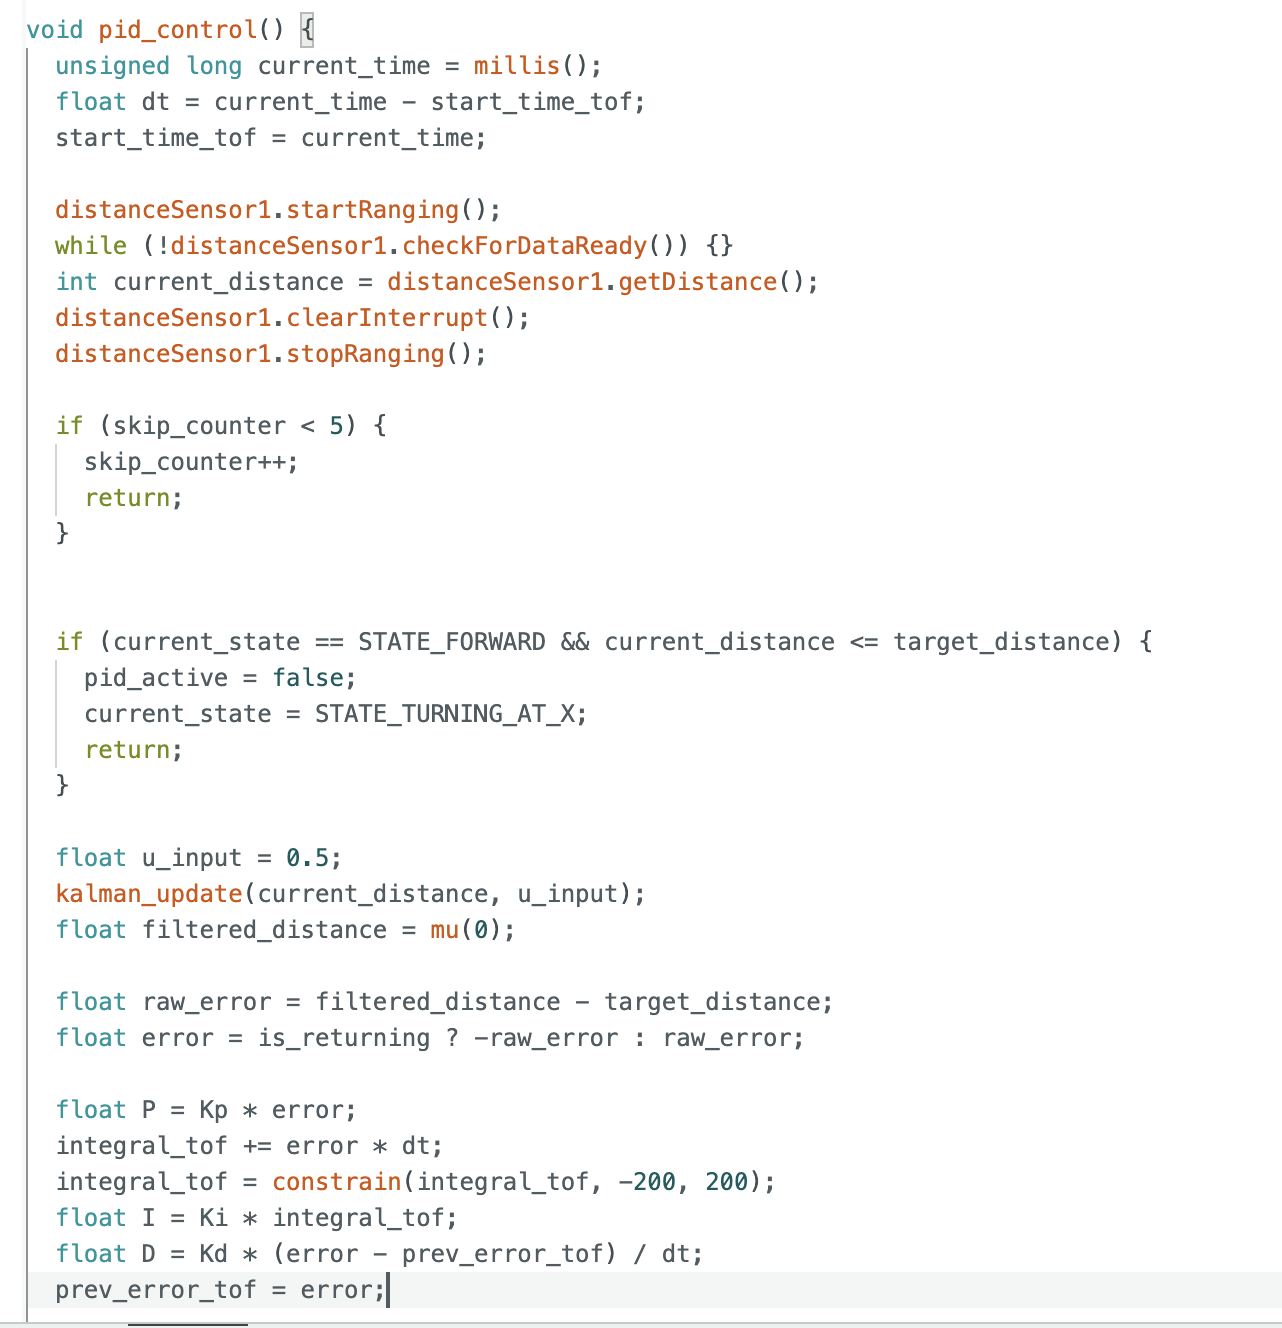 void pid_control() {
  unsigned long current_time = millis();
  float dt = current_time - start_time_tof;
  start_time_tof = current_time;

  distanceSensor1.startRanging();
  while (!distanceSensor1.checkForDataReady()) {}
  int current_distance = distanceSensor1.getDistance();
  distanceSensor1.clearInterrupt();
  distanceSensor1.stopRanging();

  if (skip_counter < 5) {
    skip_counter++;
    return;
  }


  if (current_state == STATE_FORWARD && current_distance <= target_distance) {
    pid_active = false;
    current_state = STATE_TURNING_AT_X;
    return;
  }

  float u_input = 0.5;
  kalman_update(current_distance, u_input);
  float filtered_distance = mu(0);

  float raw_error = filtered_distance - target_distance;
  float error = is_returning ? -raw_error : raw_error;

  float P = Kp * error;
  integral_tof += error * dt;
  integral_tof = constrain(integral_tof, -200, 200);
  float I = Ki * integral_tof;
  float D = Kd * (error - prev_error_tof) / dt;
  prev_error_tof = error;